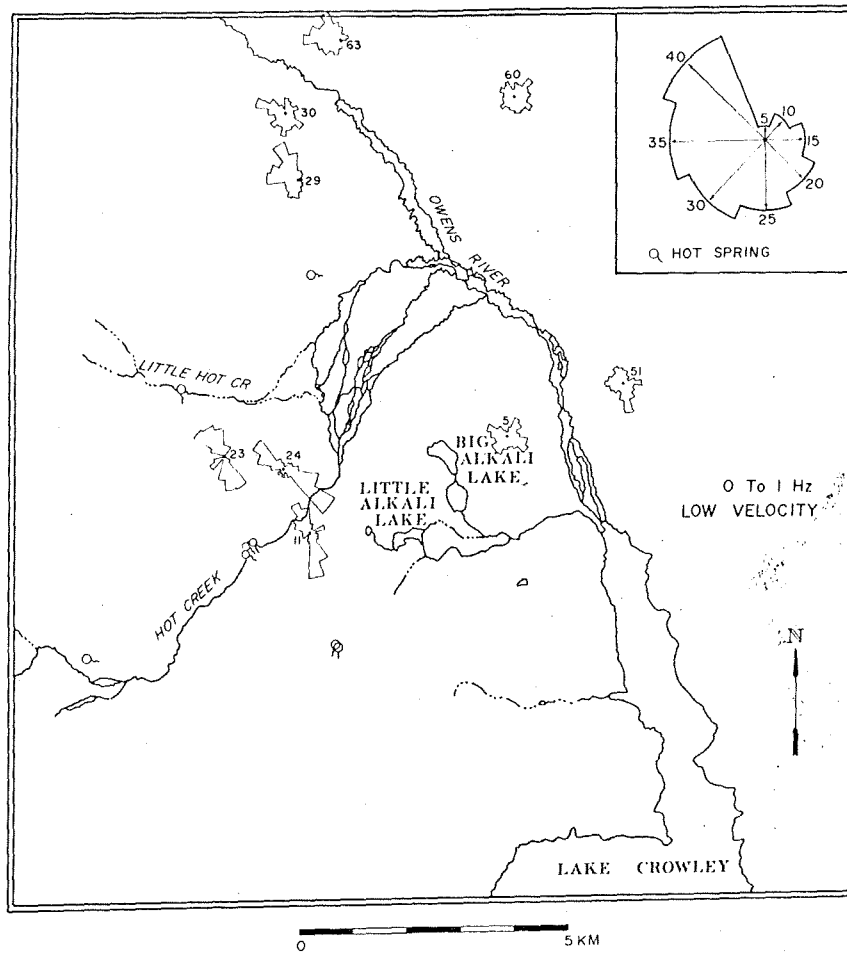 63
60
30
29
40
5
10
35
15
30
20
25
HOT SPRING
OWENS
RIVER
LITTLE HOT CR
51
5
23
24
BIG
ALKALI
LAKE
LITTLE
ALKALI
LAKE
0 To 1 Hz
LOW VELOCITY
11
HOT CREEK
N
LAKE CROWLEY
0
5 KM